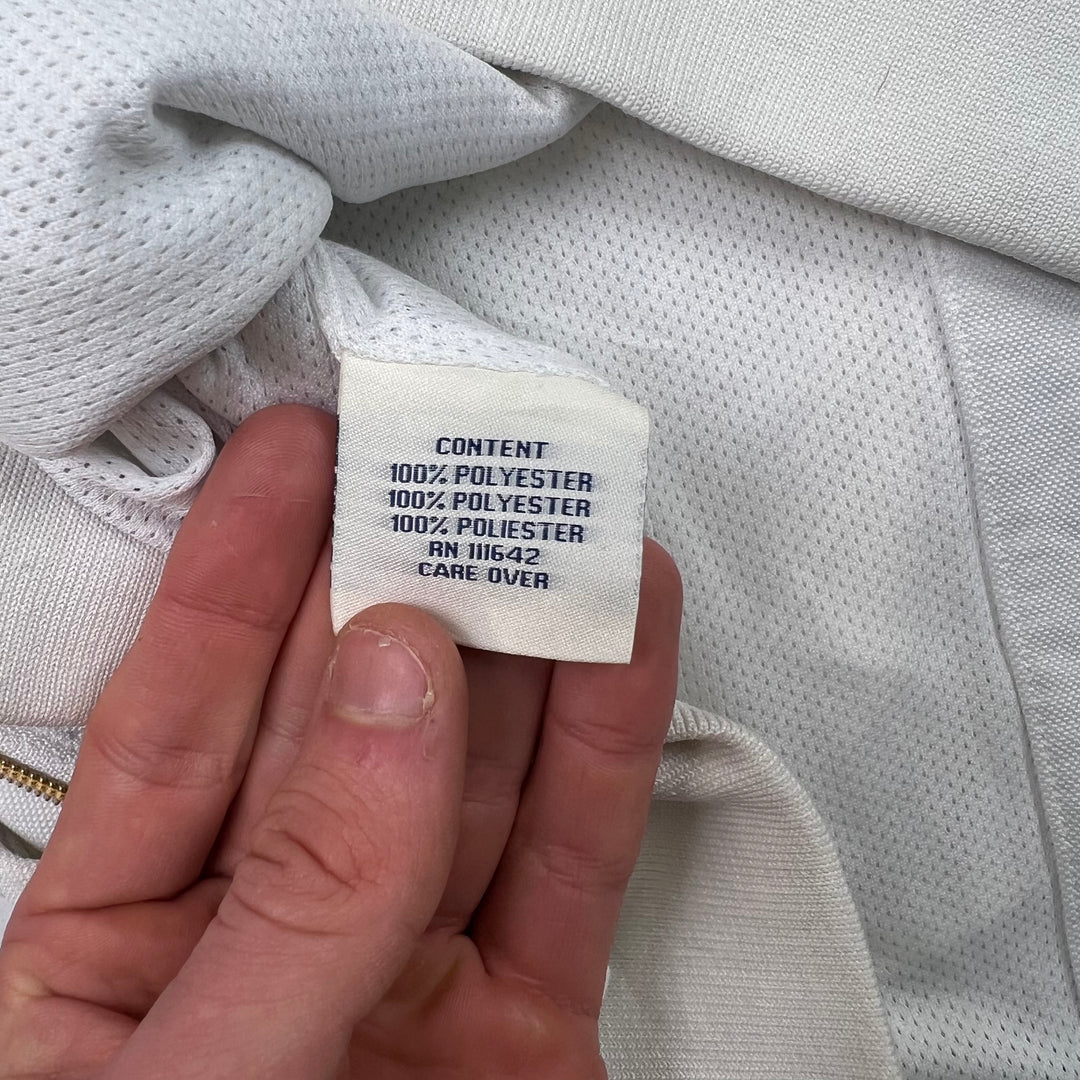 CONTENT
100% POLYESTER
100% POLYESTER
100% POLIESTER
RN 111642
CARE OVER